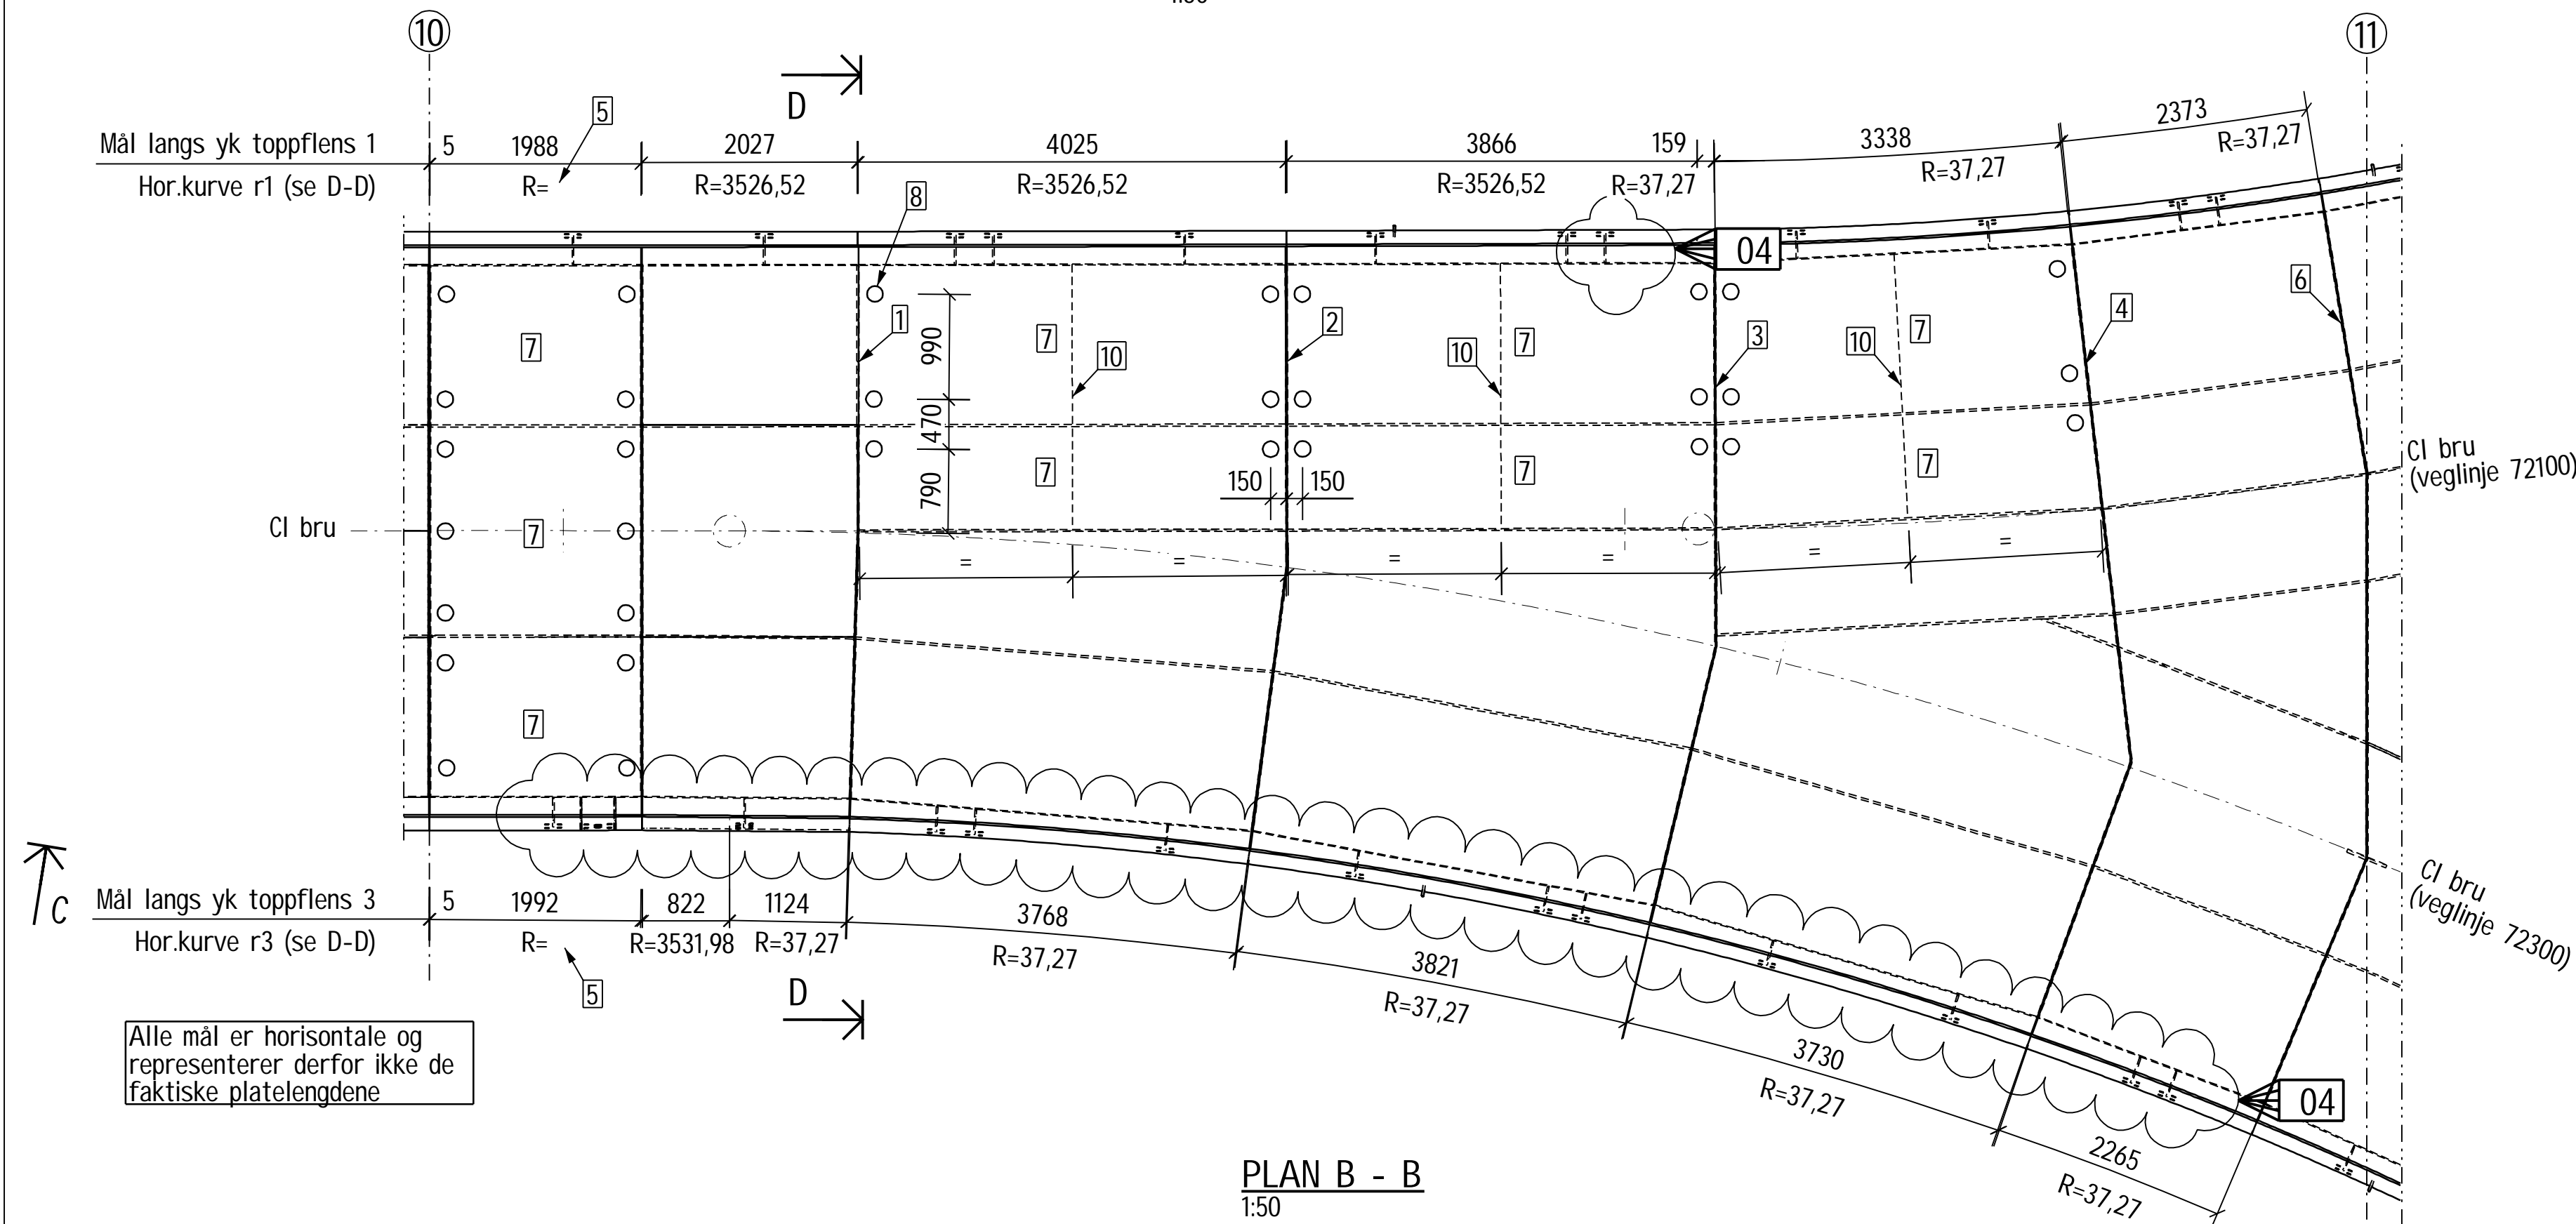 10
11
D
5
Mål langs yk toppflens 1
5
1988
2027
4025
3866
159
3338
2373
Hor.kurve r1 (se D-D)
R=
R=3526,52
R=3526,52
R=3526,52
R=37,27
R=37,27
R=37,27
8
04
7
1
990
7
10
2
10
7
3
10
7
4
6
470
790
7
150
150
7
7
Cl bru
(veglinje 72100)
Cl bru
7
=
=
=
=
=
=
7
C
Mål langs yk toppflens 3
5
1992
822
1124
3768
3821
3730
2265
Hor.kurve r3 (se D-D)
R=
R=3531,98
R=37,27
R=37,27
R=37,27
R=37,27
R=37,27
5
D
Cl bru
(veglinje 72300)
04
Alle mål er horisontale og
representerer derfor ikke de
faktiske platelengdene
PLAN B - B
1:50